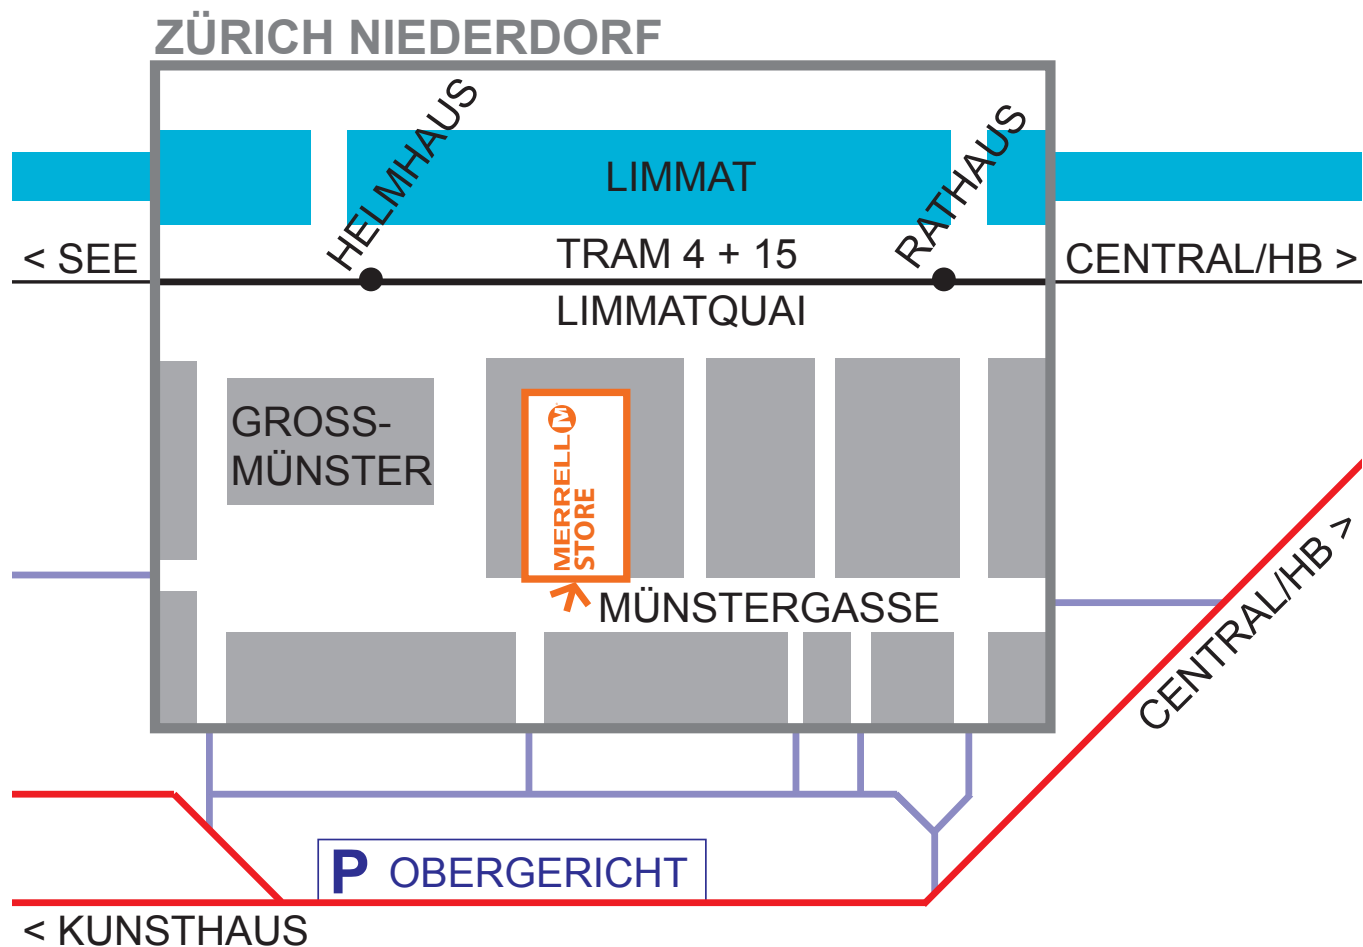 ZÜRICH NIEDERDORF
HELMHAUS
LIMMAT
RATHAUS
< SEE
TRAM 4 + 15
CENTRAL/HB >
LIMMATQUAI
GROSS-
MÜNSTER
MERRELL M
STORE
MÜNSTERGASSE
CENTRAL/HB >
P OBERGERICHT
< KUNSTHAUS